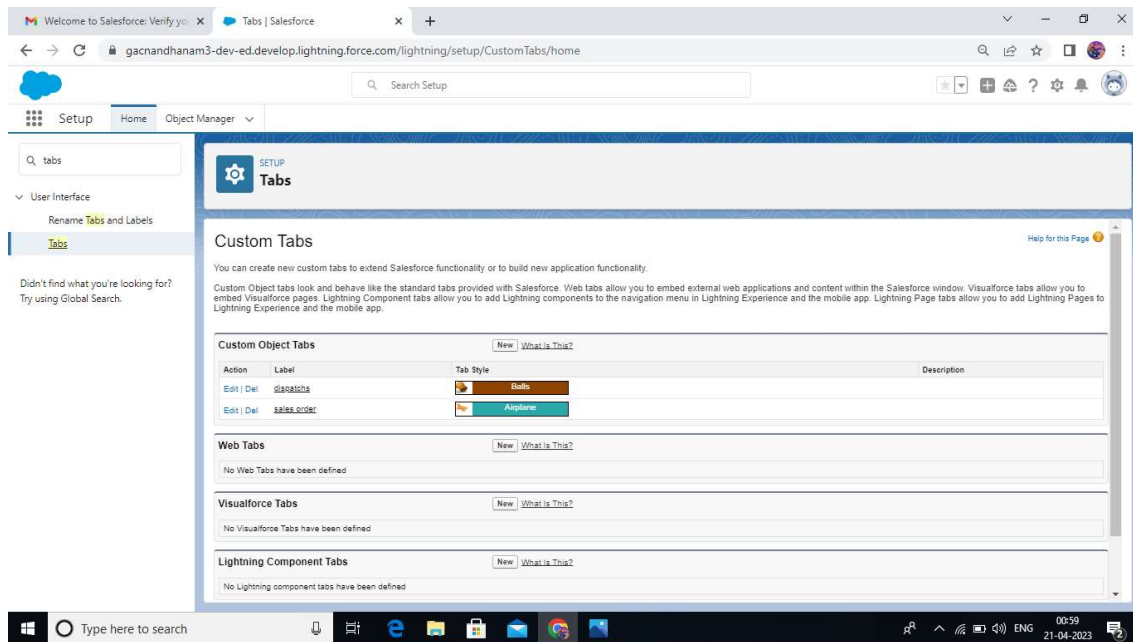 Welcome to Salesforce: Verify yo
Tabs | Salesforce
gacnandhanam3-dev-ed.develop.lightning.force.com/lightning/setup/CustomTabs/home
Search Setup
Setup Home Object Manager
tabs
User Interface
Rename Tabs and Labels
Tabs
Didn't find what you're looking for?
Try using Global Search.
SETUP
Tabs
Custom Tabs
Help for this Page
You can create new custom tabs to extend Salesforce functionality or to build new application functionality.
Custom Object tabs look and behave like the standard tabs provided with Salesforce. Web tabs allow you to embed external web applications and content within the Salesforce window. Visualforce tabs allow you to
embed Visualforce pages. Lightning Component tabs allow you to add Lightning components to the navigation menu in Lightning Experience and the mobile app. Lightning Page tabs allow you to add Lightning Pages to
Lightning Experience and the mobile app.
Custom Object Tabs New What Is This?
Action Label Tab Style Description
Edit | Del dispatchs Balls
Edit | Del sales order Airplane
Web Tabs New What Is This?
No Web Tabs have been defined
Visualforce Tabs New What Is This?
No Visualforce Tabs have been defined
Lightning Component Tabs New What Is This?
No Lightning component tabs have been defined
Type here to search
ENG
00:59
21-04-2023
2